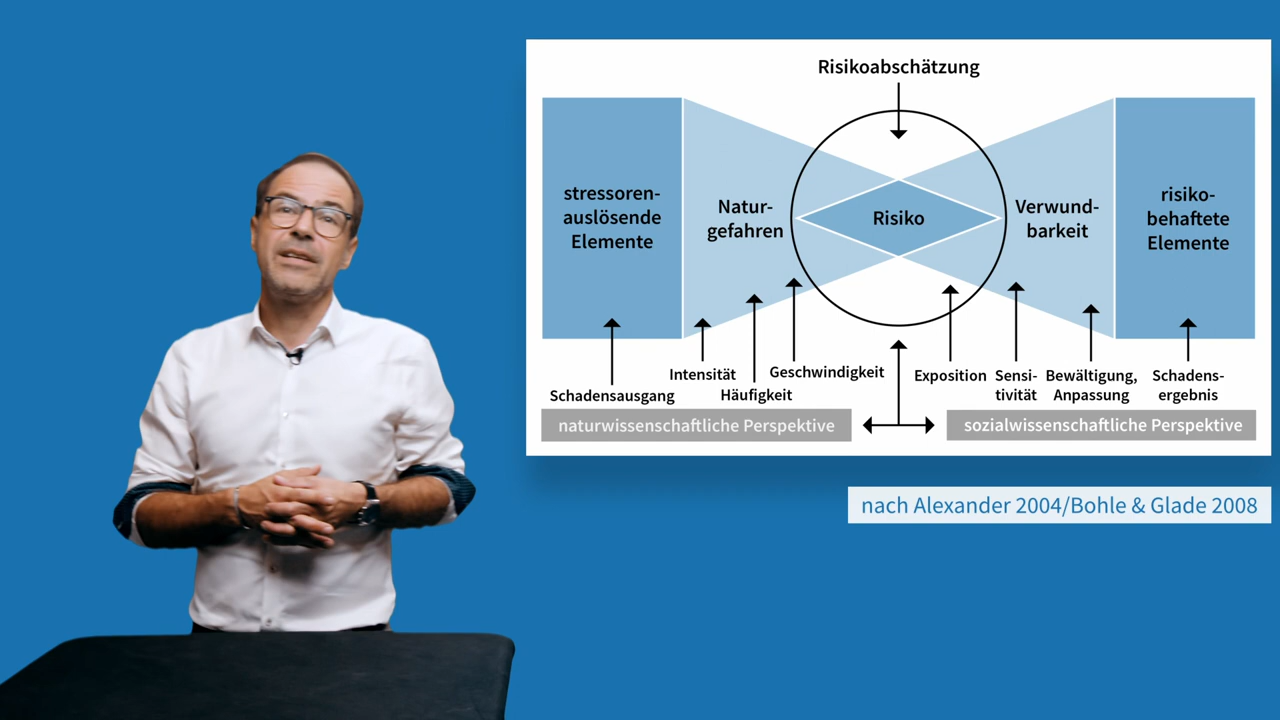 Risikoabschätzung
stressoren-
auslösende
Elemente
Natur-
gefahren
Risiko
Verwund-
barkeit
risiko-
behaftete
Elemente
Schadensausgang
Intensität
Häufigkeit
Geschwindigkeit
Exposition
Sensi-
tivität
Bewältigung,
Anpassung
Schadens-
ergebnis
naturwissenschaftliche Perspektive
sozialwissenschaftliche Perspektive
nach Alexander 2004/Bohle & Glade 2008